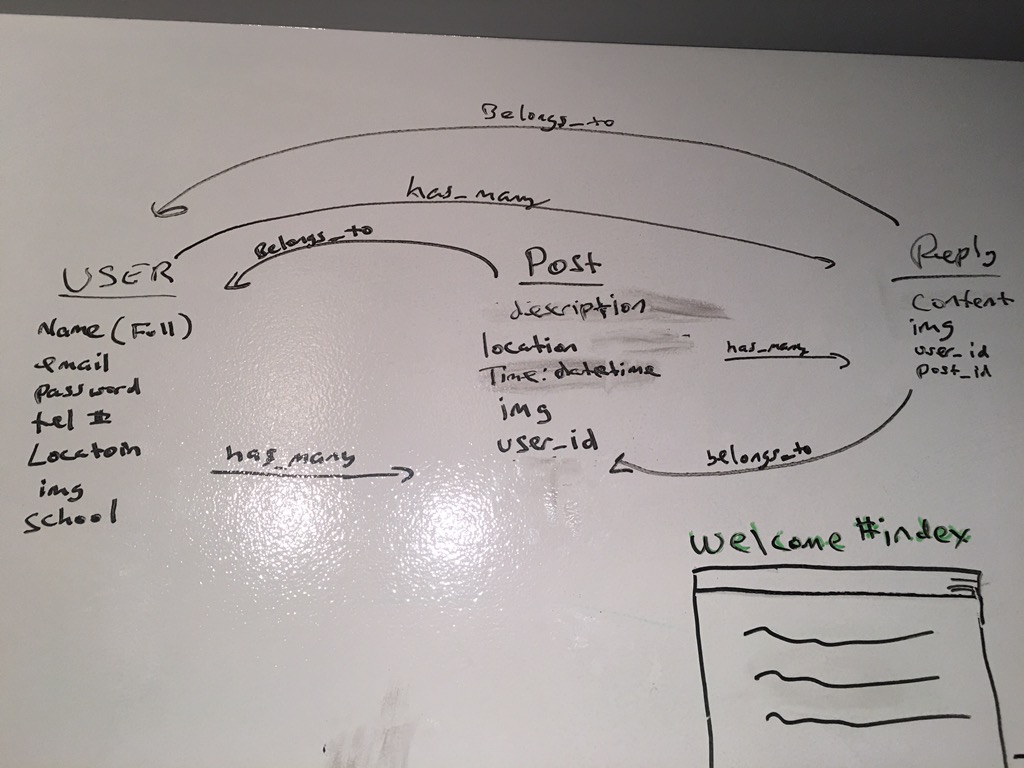 Belongs_to
has_many
Belongs_to
USER
Name (Full)
email
password
tel #
Location
img
School
has_many
Post
description
location
Time: datetime
img
user_id
has_many
belongs_to
Reply
Content
img
user_id
post_id
welcome #index